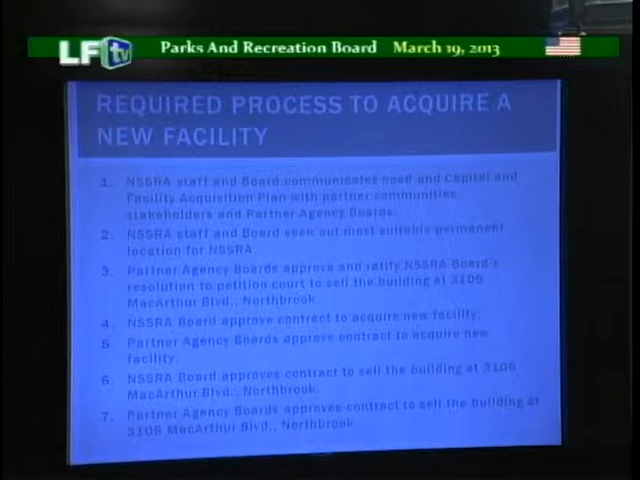 LFtv Parks And Recreation Board March 19, 2013
REQUIRED PROCESS TO ACQUIRE A
NEW FACILITY
1. NSSRA staff and Board communicates need and Capital and
Facility Acquisition Plan with partner communities,
stakeholders and Partner Agency Boards.
2. NSSRA staff and Board seek out most suitable permanent
location for NSSRA
3. Partner Agency Boards approve and ratify NSSRA Board's
resolution to petition court to sell the building at 3105
MacArthur Blvd., Northbrook.
4. NSSRA Board approve contract to acquire new facility.
5. Partner Agency Boards approve contract to acquire new
facility.
6. NSSRA Board approves contract to sell the building at 3105
MacArthur Blvd., Northbrook.
7. Partner Agency Boards approves contract to sell the building at
3105 MacArthur Blvd., Northbrook